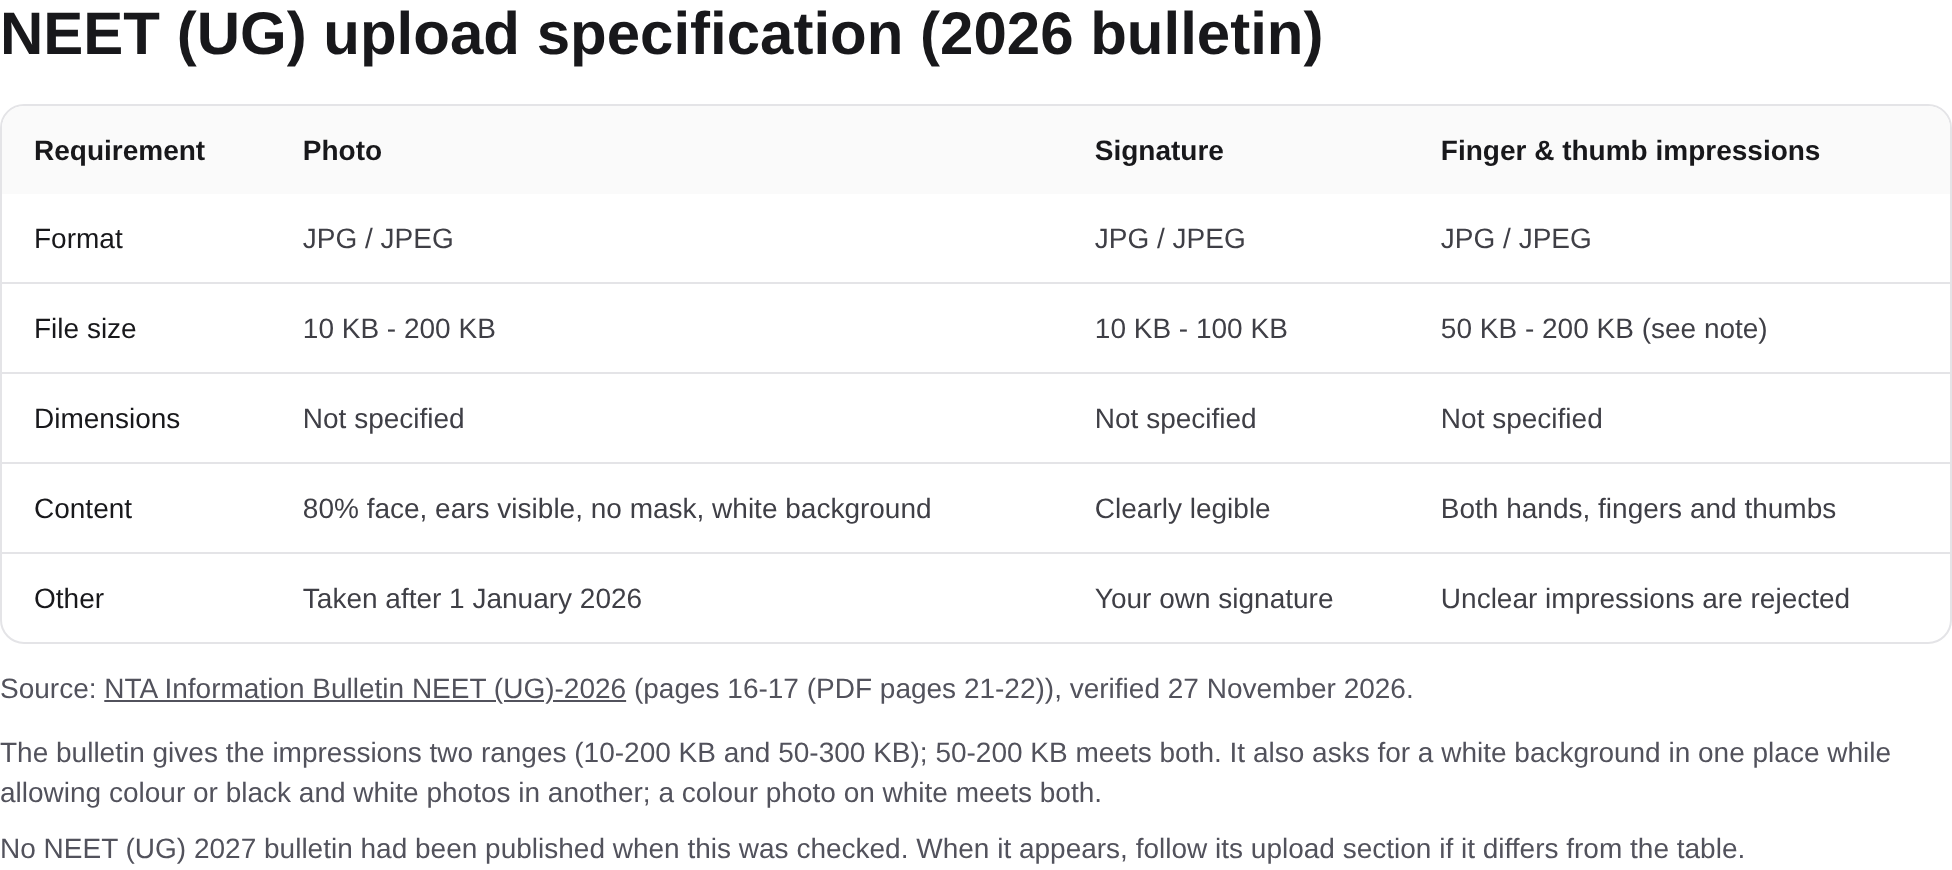 NEET (UG) upload specification (2026 bulletin)
Requirement Photo Signature Finger & thumb impressions
Format JPG / JPEG JPG / JPEG JPG / JPEG
File size 10 KB - 200 KB 10 KB - 100 KB 50 KB - 200 KB (see note)
Dimensions Not specified Not specified Not specified
Content 80% face, ears visible, no mask, white background Clearly legible Both hands, fingers and thumbs
Other Taken after 1 January 2026 Your own signature Unclear impressions are rejected
Source: NTA Information Bulletin NEET (UG)-2026 (pages 16-17 (PDF pages 21-22)), verified 27 November 2026.
The bulletin gives the impressions two ranges (10-200 KB and 50-300 KB); 50-200 KB meets both. It also asks for a white background in one place while
allowing colour or black and white photos in another; a colour photo on white meets both.
No NEET (UG) 2027 bulletin had been published when this was checked. When it appears, follow its upload section if it differs from the table.